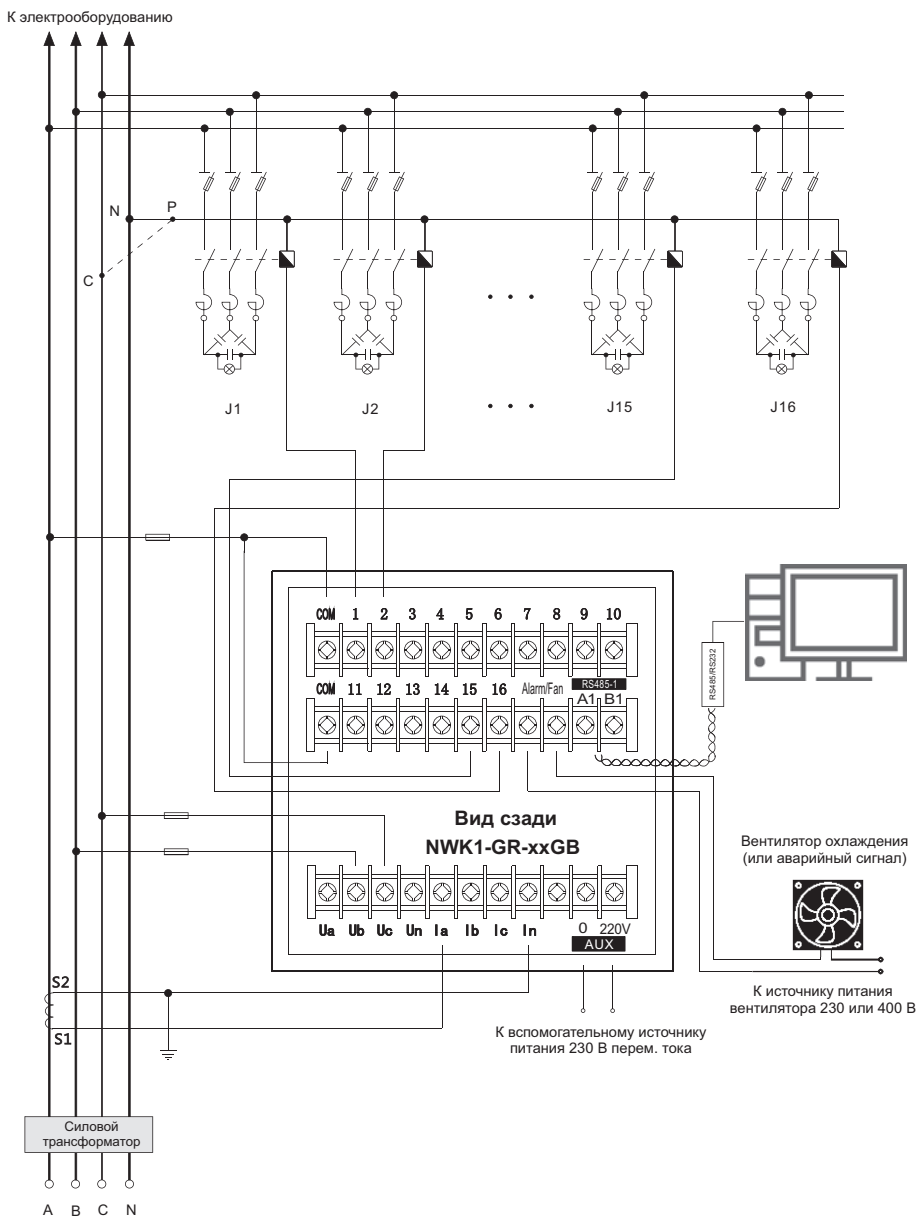 К электрооборудованию
N
P
C
J1
J2
J15
J16
COM 1 2 3 4 5 6 7 8 9 10
COM 11 12 13 14 15 16 Alarm/Fan RS485-1
A1 B1
RS485/RS232
Вид сзади
NWK1-GR-xxGB
Вентилятор охлаждения
(или аварийный сигнал)
Ua Ub Uc Un Ia Ib Ic In 0 220V
AUX
S2
S1
К источнику питания
вентилятора 230 или 400 В
К вспомогательному источнику
питания 230 В перем. тока
Силовой
трансформатор
A B C N